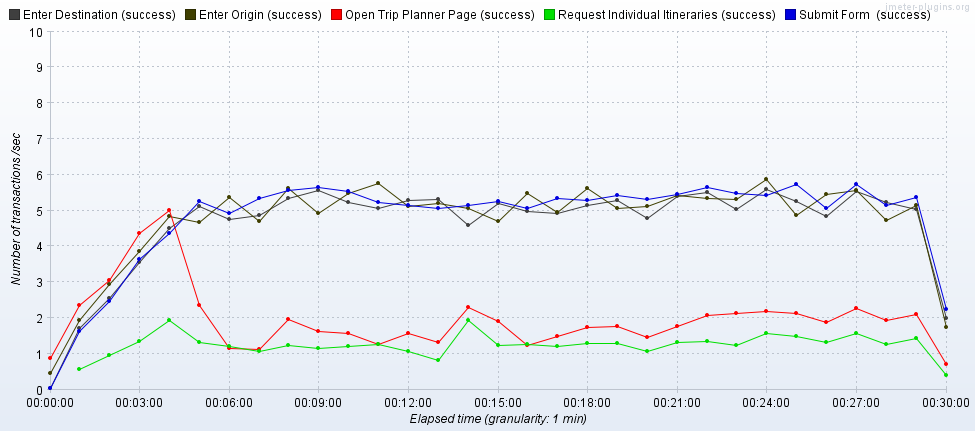 jmeter-plugins.org
Enter Destination (success) Enter Origin (success) Open Trip Planner Page (success) Request Individual Itineraries (success) Submit Form  (success)
10
9
8
7
6
5
4
3
2
1
0
Number of transactions /sec
00:00:00 00:03:00 00:06:00 00:09:00 00:12:00 00:15:00 00:18:00 00:21:00 00:24:00 00:27:00 00:30:00
Elapsed time (granularity: 1 min)